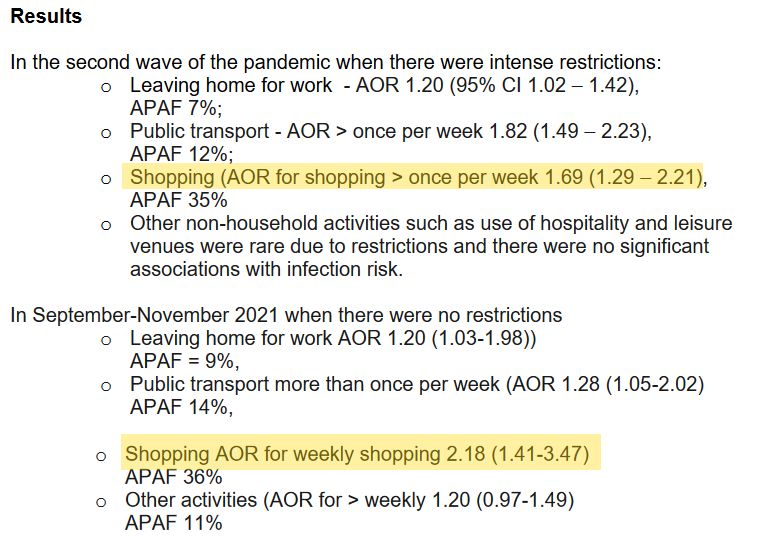 Results
In the second wave of the pandemic when there were intense restrictions:
o Leaving home for work - AOR 1.20 (95% CI 1.02 – 1.42),
APAF 7%;
o Public transport - AOR > once per week 1.82 (1.49 – 2.23),
APAF 12%;
o Shopping (AOR for shopping > once per week 1.69 (1.29 – 2.21),
APAF 35%
o Other non-household activities such as use of hospitality and leisure
venues were rare due to restrictions and there were no significant
associations with infection risk.
In September-November 2021 when there were no restrictions
o Leaving home for work AOR 1.20 (1.03-1.98))
APAF = 9%,
o Public transport more than once per week (AOR 1.28 (1.05-2.02)
APAF 14%,
o Shopping AOR for weekly shopping 2.18 (1.41-3.47)
APAF 36%
o Other activities (AOR for > weekly 1.20 (0.97-1.49)
APAF 11%